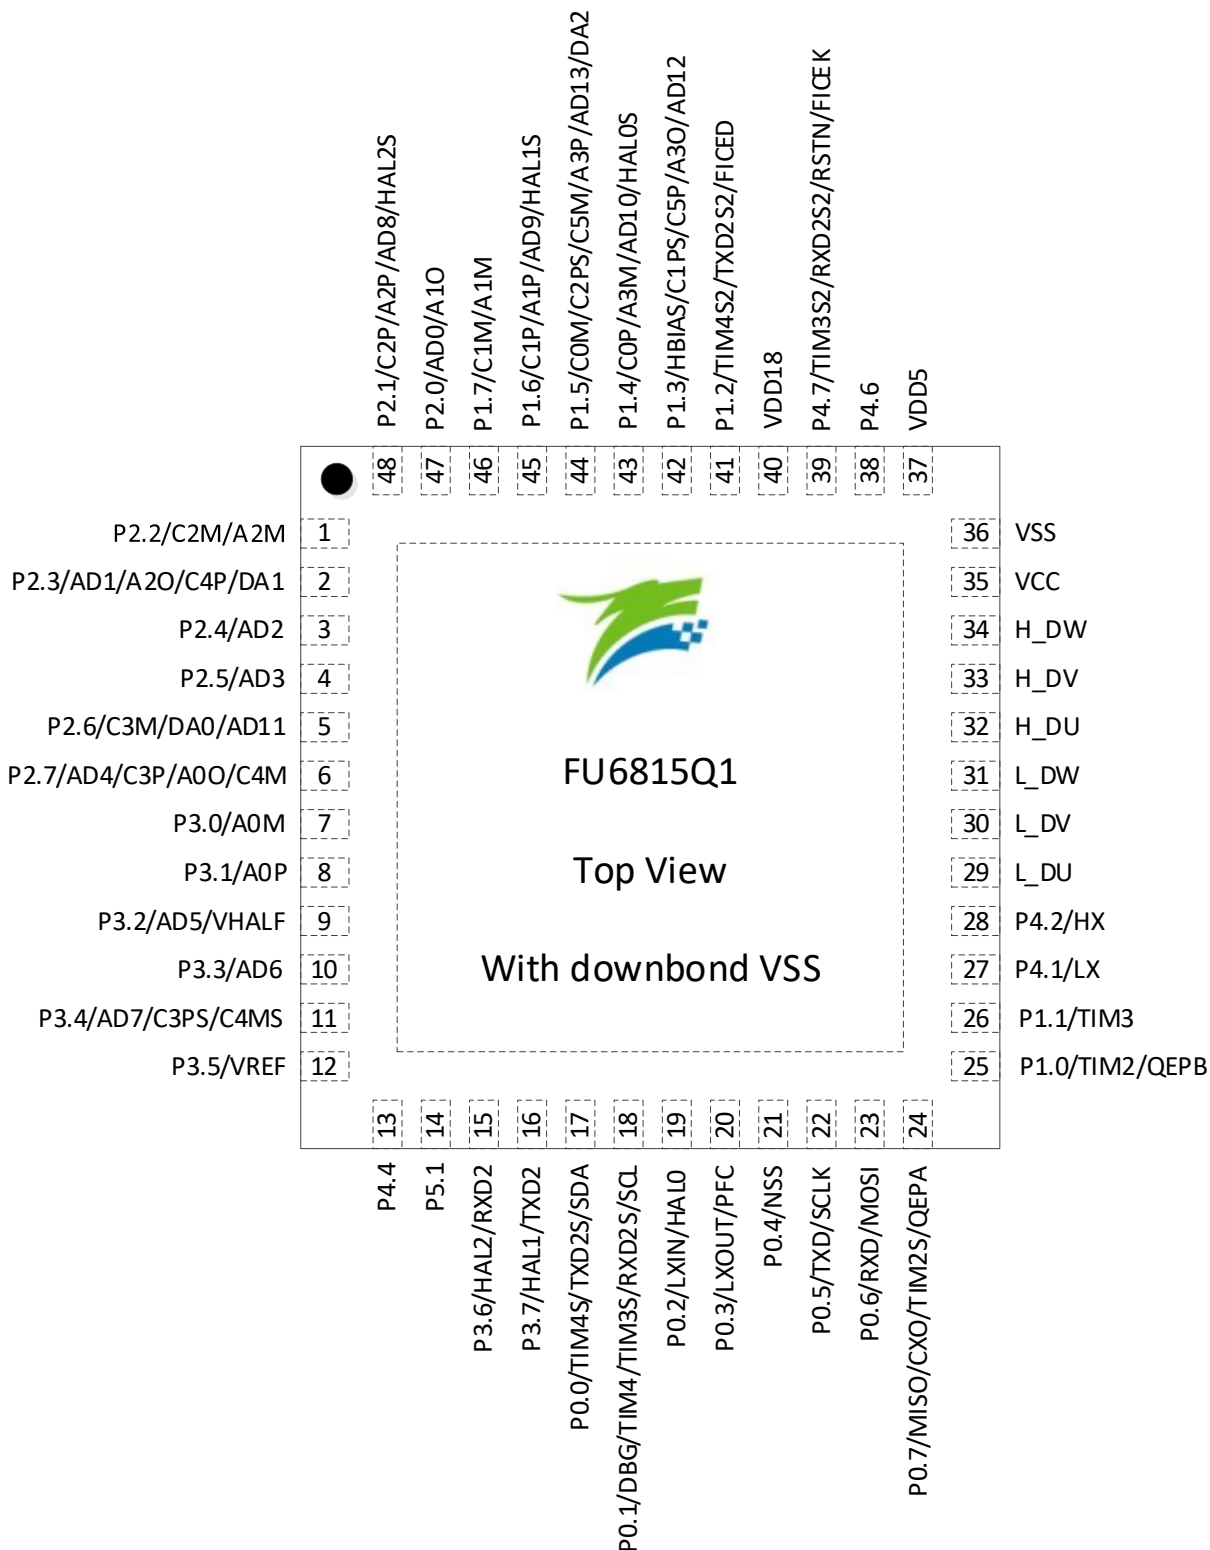 P2.1/C2P/A2P/AD8/HAL2S
P2.0/AD0/A1O
P1.7/C1M/A1M
P1.6/C1P/A1P/AD9/HAL1S
P1.5/C0M/C2PS/C5M/A3P/AD13/DA2
P1.4/C0P/A3M/AD10/HAL0S
P1.3/HBIAS/C1PS/C5P/A3O/AD12
P1.2/TIM4S2/TXD2S2/FICED
VDD18
P4.7/TIM3S2/RXD2S2/RSTN/FICEK
P4.6
VDD5
48
47
46
45
44
43
42
41
40
39
38
37
P2.2/C2M/A2M 1
P2.3/AD1/A2O/C4P/DA1 2
P2.4/AD2 3
P2.5/AD3 4
P2.6/C3M/DA0/AD11 5
P2.7/AD4/C3P/A0O/C4M 6
P3.0/A0M 7
P3.1/A0P 8
P3.2/AD5/VHALF 9
P3.3/AD6 10
P3.4/AD7/C3PS/C4MS 11
P3.5/VREF 12
FU6815Q1
Top View
With downbond VSS
36 VSS
35 VCC
34 H_DW
33 H_DV
32 H_DU
31 L_DW
30 L_DV
29 L_DU
28 P4.2/HX
27 P4.1/LX
26 P1.1/TIM3
25 P1.0/TIM2/QEPB
13
14
15
16
17
18
19
20
21
22
23
24
P4.4
P5.1
P3.6/HAL2/RXD2
P3.7/HAL1/TXD2
P0.0/TIM4S/TXD2S/SDA
P0.1/DBG/TIM4/TIM3S/RXD2S/SCL
P0.2/LXIN/HAL0
P0.3/LXOUT/PFC
P0.4/NSS
P0.5/TXD/SCLK
P0.6/RXD/MOSI
P0.7/MISO/CXO/TIM2S/QEPA